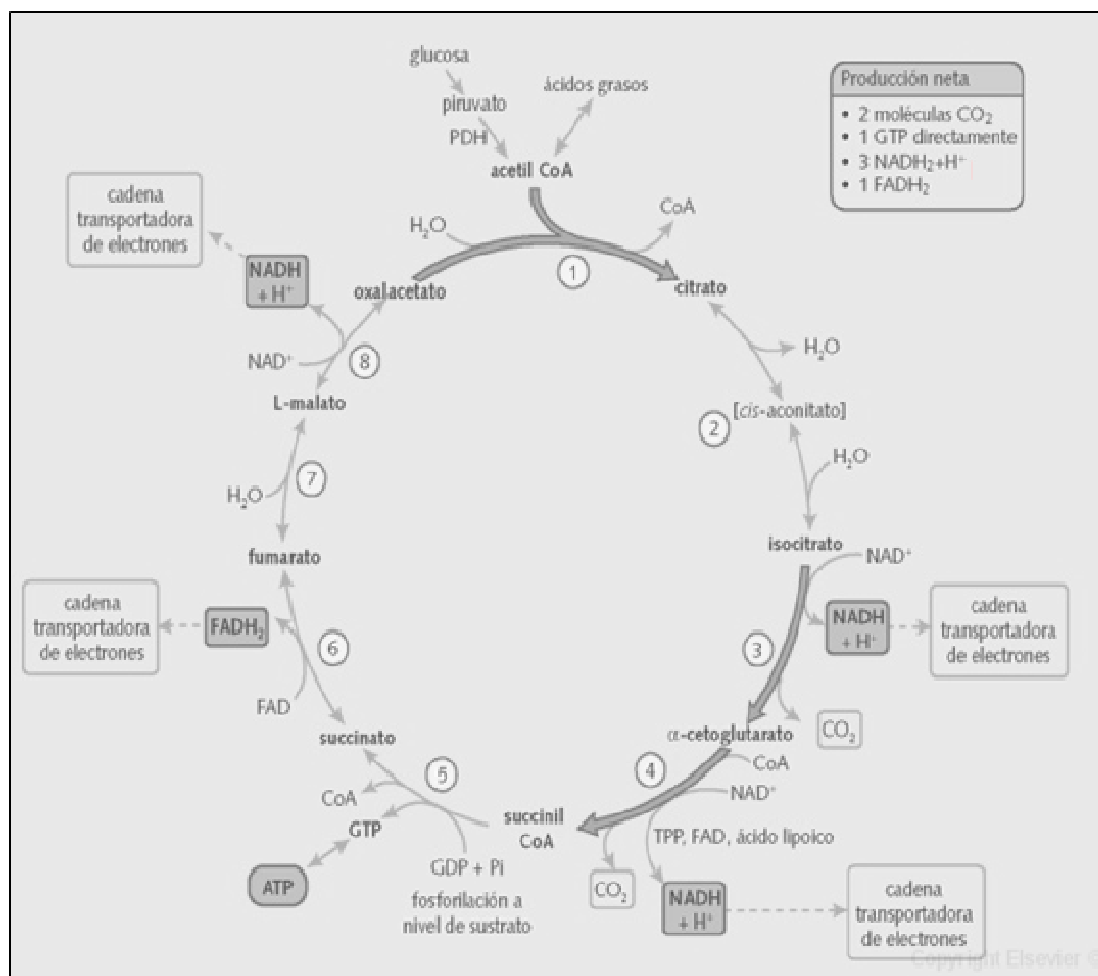 glucosa
piruvato
PDH
ácidos grasos
acetil CoA
Producción neta
• 2 moléculas CO₂
• 1 GTP directamente
• 3 NADH₂+H⁺
• 1 FADH₂
cadena
transportadora
de electrones
H₂O
CoA
1
NADH
+ H⁺
oxalacetato
citrato
NAD⁺
8
H₂O
L-malato
2
[cis-aconitato]
H₂O
7
H₂O
fumarato
isocitrato
NAD⁺
cadena
transportadora
de electrones
FADH₂
6
FAD
3
NADH
+ H⁺
cadena
transportadora
de electrones
succinato
α-cetoglutarato
CO₂
5
4
CoA
NAD⁺
CoA
GTP
succinil
CoA
TPP, FAD, ácido lipoico
ATP
GDP + Pi
fosforilación a
nivel de sustrato
CO₂
NADH
+ H⁺
cadena
transportadora
de electrones
Copyright Elsevier ©